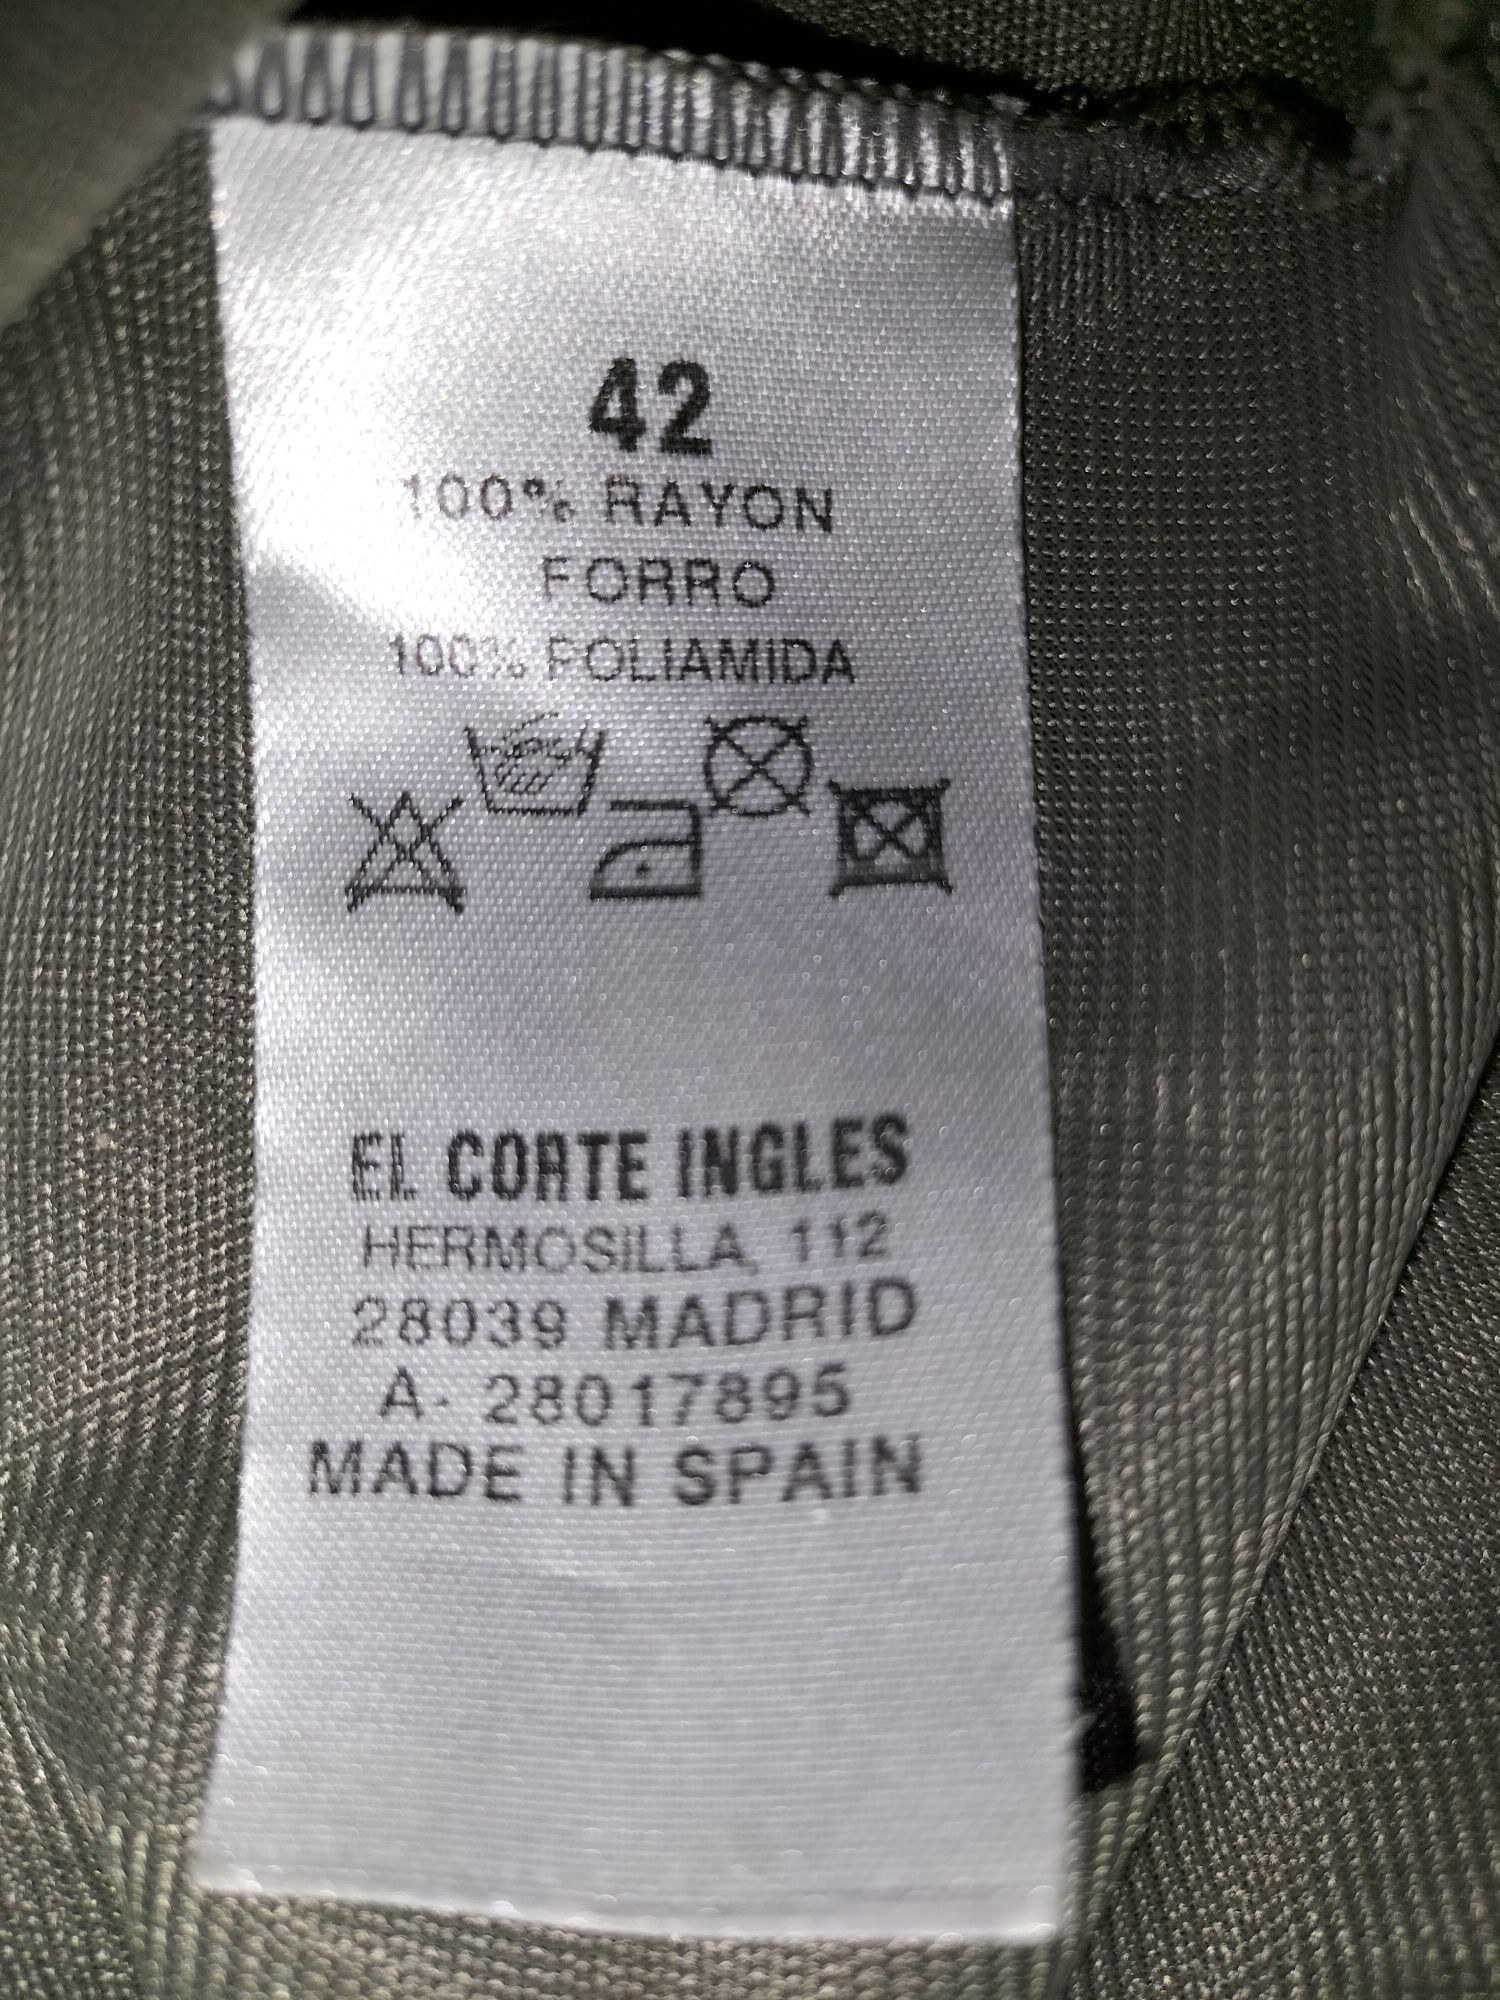 42
100% RAYON
FORRO
100% POLIAMIDA
EL CORTE INGLES
HERMOSILLA, 112
28039 MADRID
A- 28017895
MADE IN SPAIN